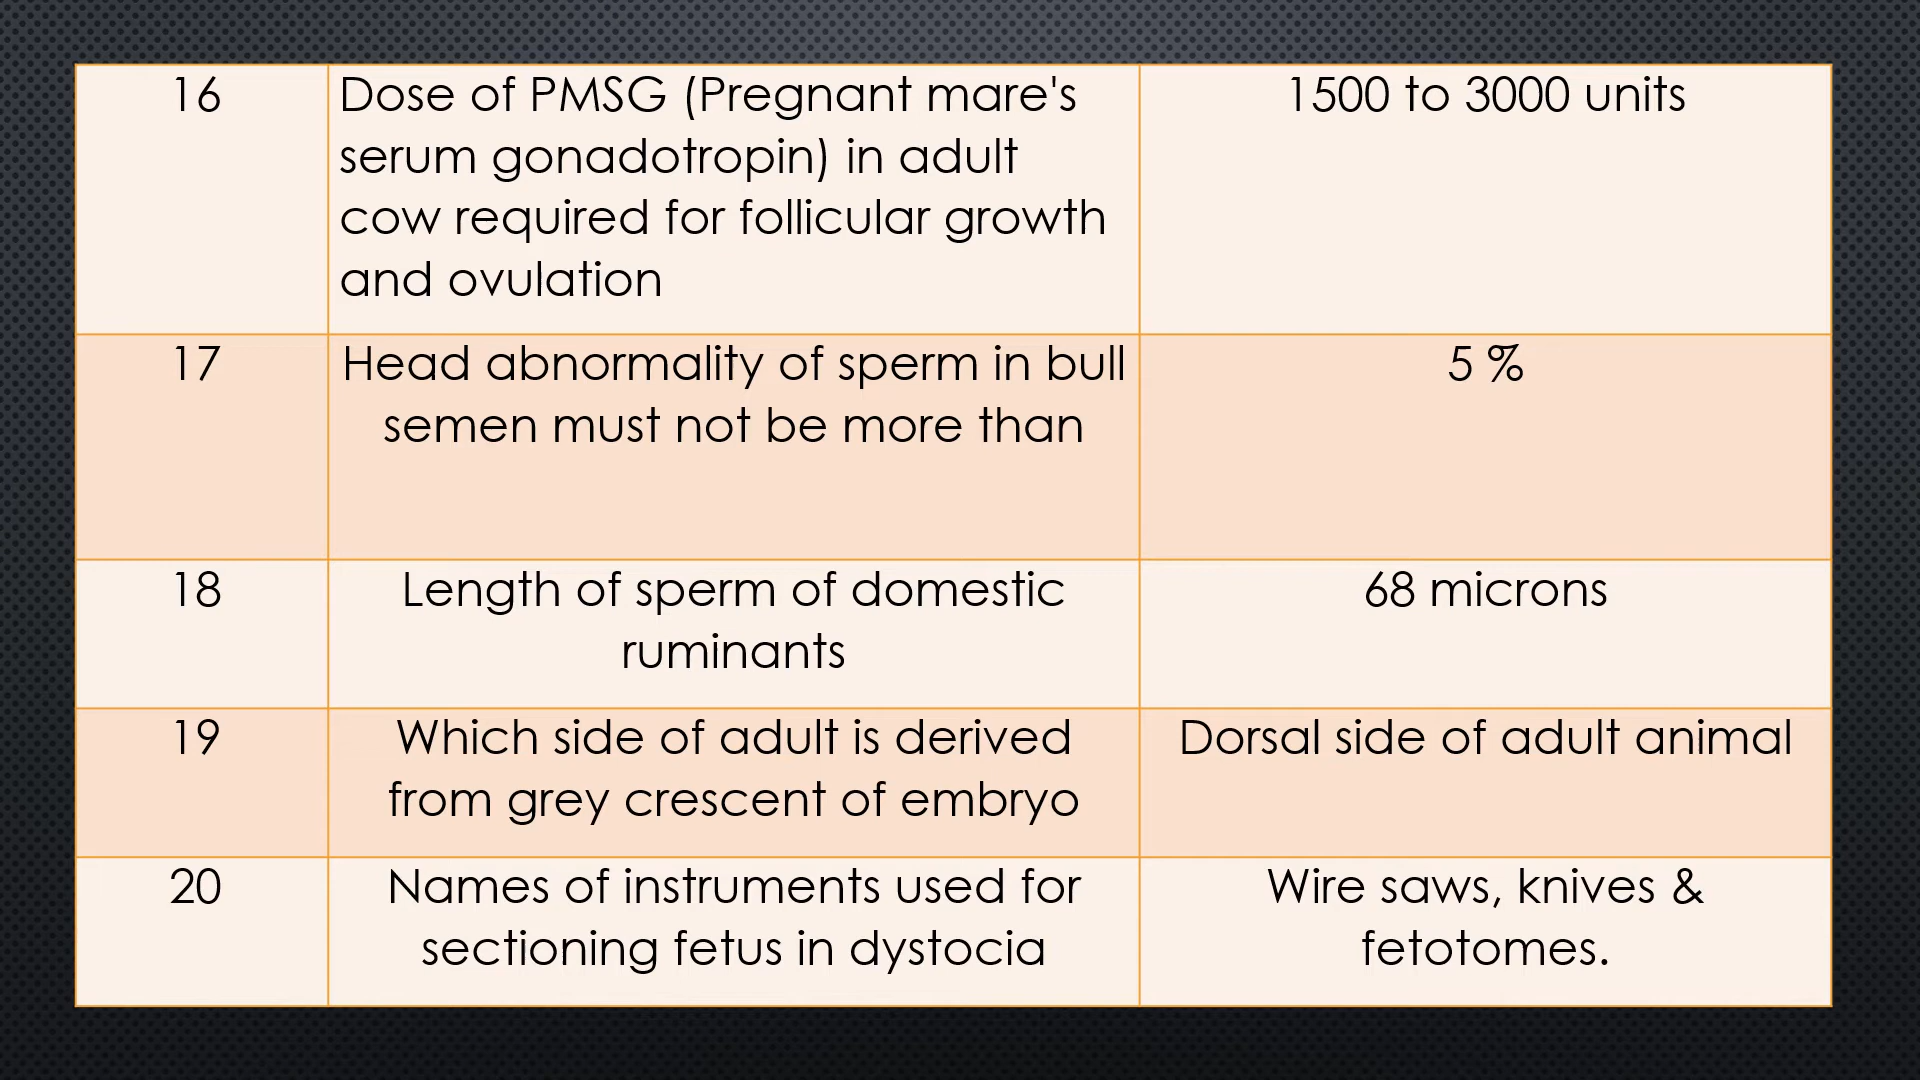 16
Dose of PMSG (Pregnant mare's
serum gonadotropin) in adult
cow required for follicular growth
and ovulation
1500 to 3000 units
17
Head abnormality of sperm in bull
semen must not be more than
5 %
18
Length of sperm of domestic
ruminants
68 microns
19
Which side of adult is derived
from grey crescent of embryo
Dorsal side of adult animal
20
Names of instruments used for
sectioning fetus in dystocia
Wire saws, knives &
fetotomes.